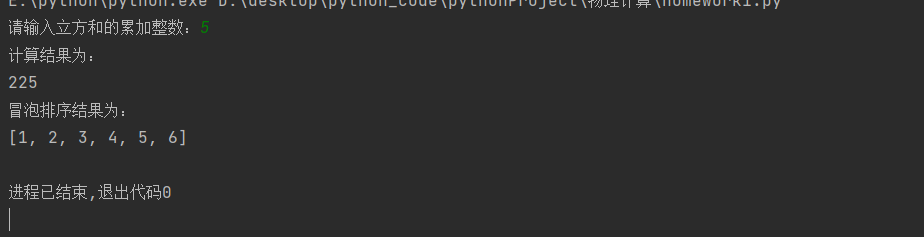 E:\python\python.exe D:\desktop\python_code\pythonProject\物理计算\homework1.py
请输入立方和的累加整数：5
计算结果为：
225
冒泡排序结果为：
[1, 2, 3, 4, 5, 6]
进程已结束,退出代码0